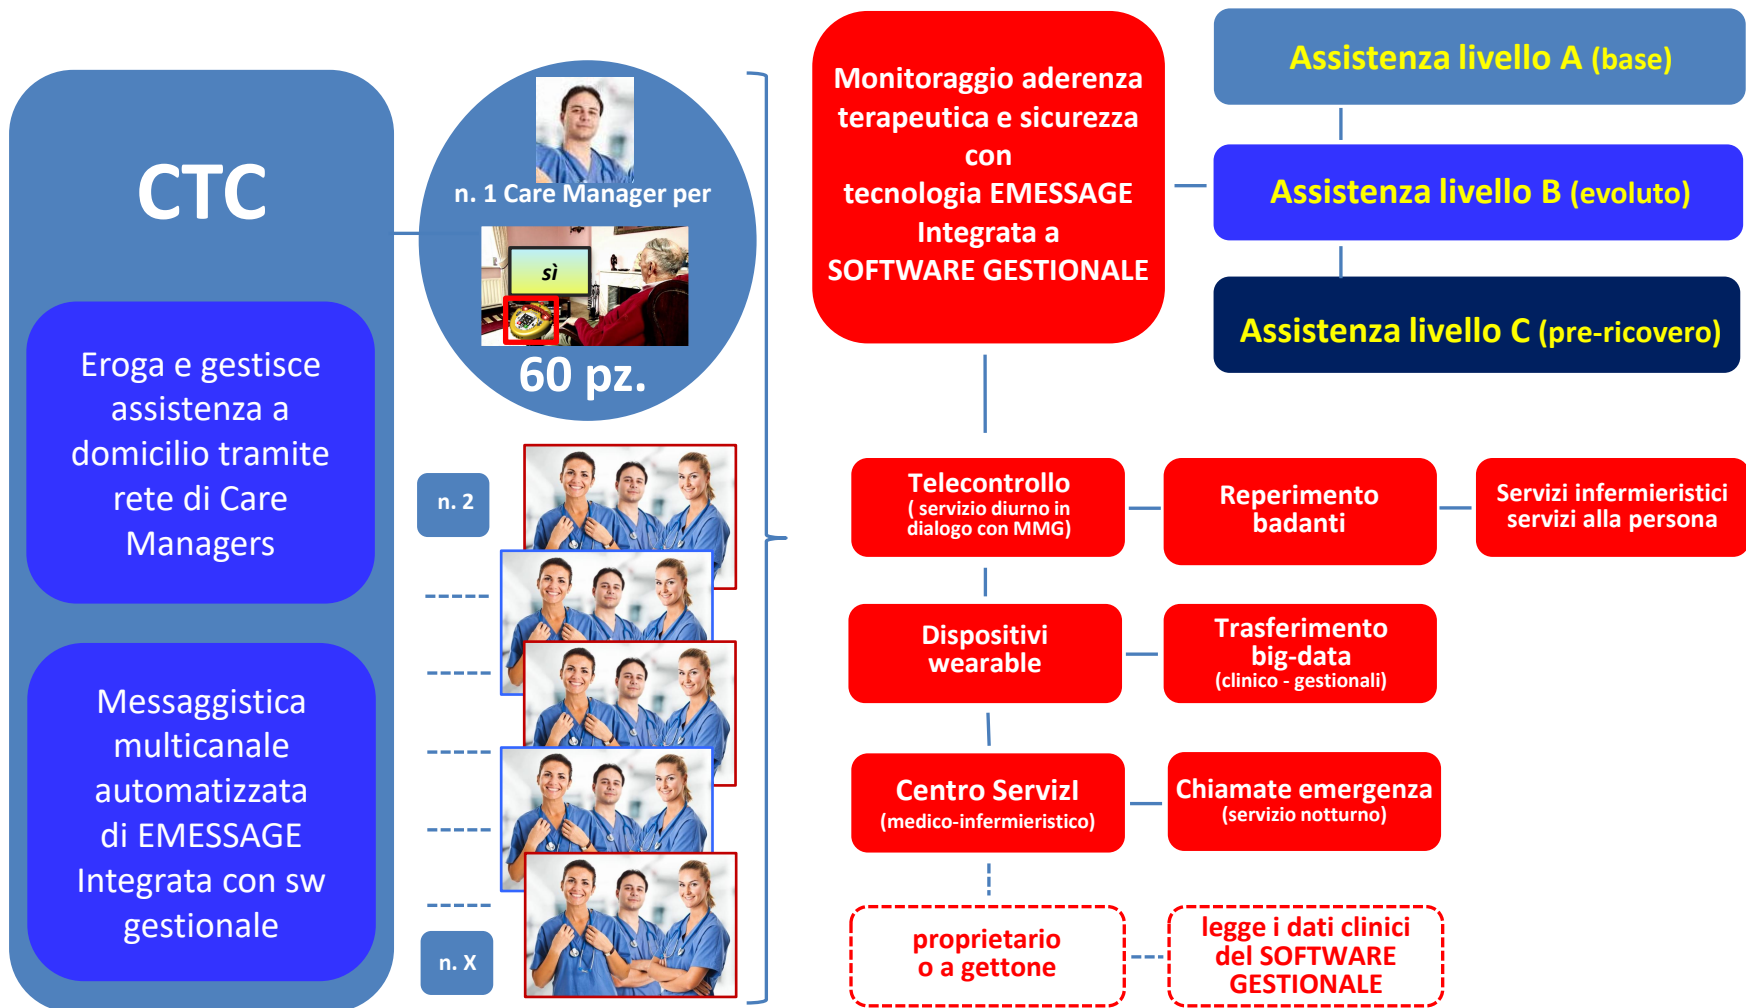 CTC
Eroga e gestisce
assistenza a
domicilio tramite
rete di Care
Managers
Messaggistica
multicanale
automatizzata
di EMESSAGE
Integrata con sw
gestionale
n. 1 Care Manager per
sì
60 pz.
n. 2
n. X
Monitoraggio aderenza
terapeutica e sicurezza
con
tecnologia EMESSAGE
Integrata a
SOFTWARE GESTIONALE
Assistenza livello A (base)
Assistenza livello B (evoluto)
Assistenza livello C (pre-ricovero)
Telecontrollo
( servizio diurno in
dialogo con MMG)
Reperimento
badanti
Servizi infermieristici
servizi alla persona
Dispositivi
wearable
Trasferimento
big-data
(clinico - gestionali)
Centro ServizI
(medico-infermieristico)
Chiamate emergenza
(servizio notturno)
proprietario
o a gettone
legge i dati clinici
del SOFTWARE
GESTIONALE